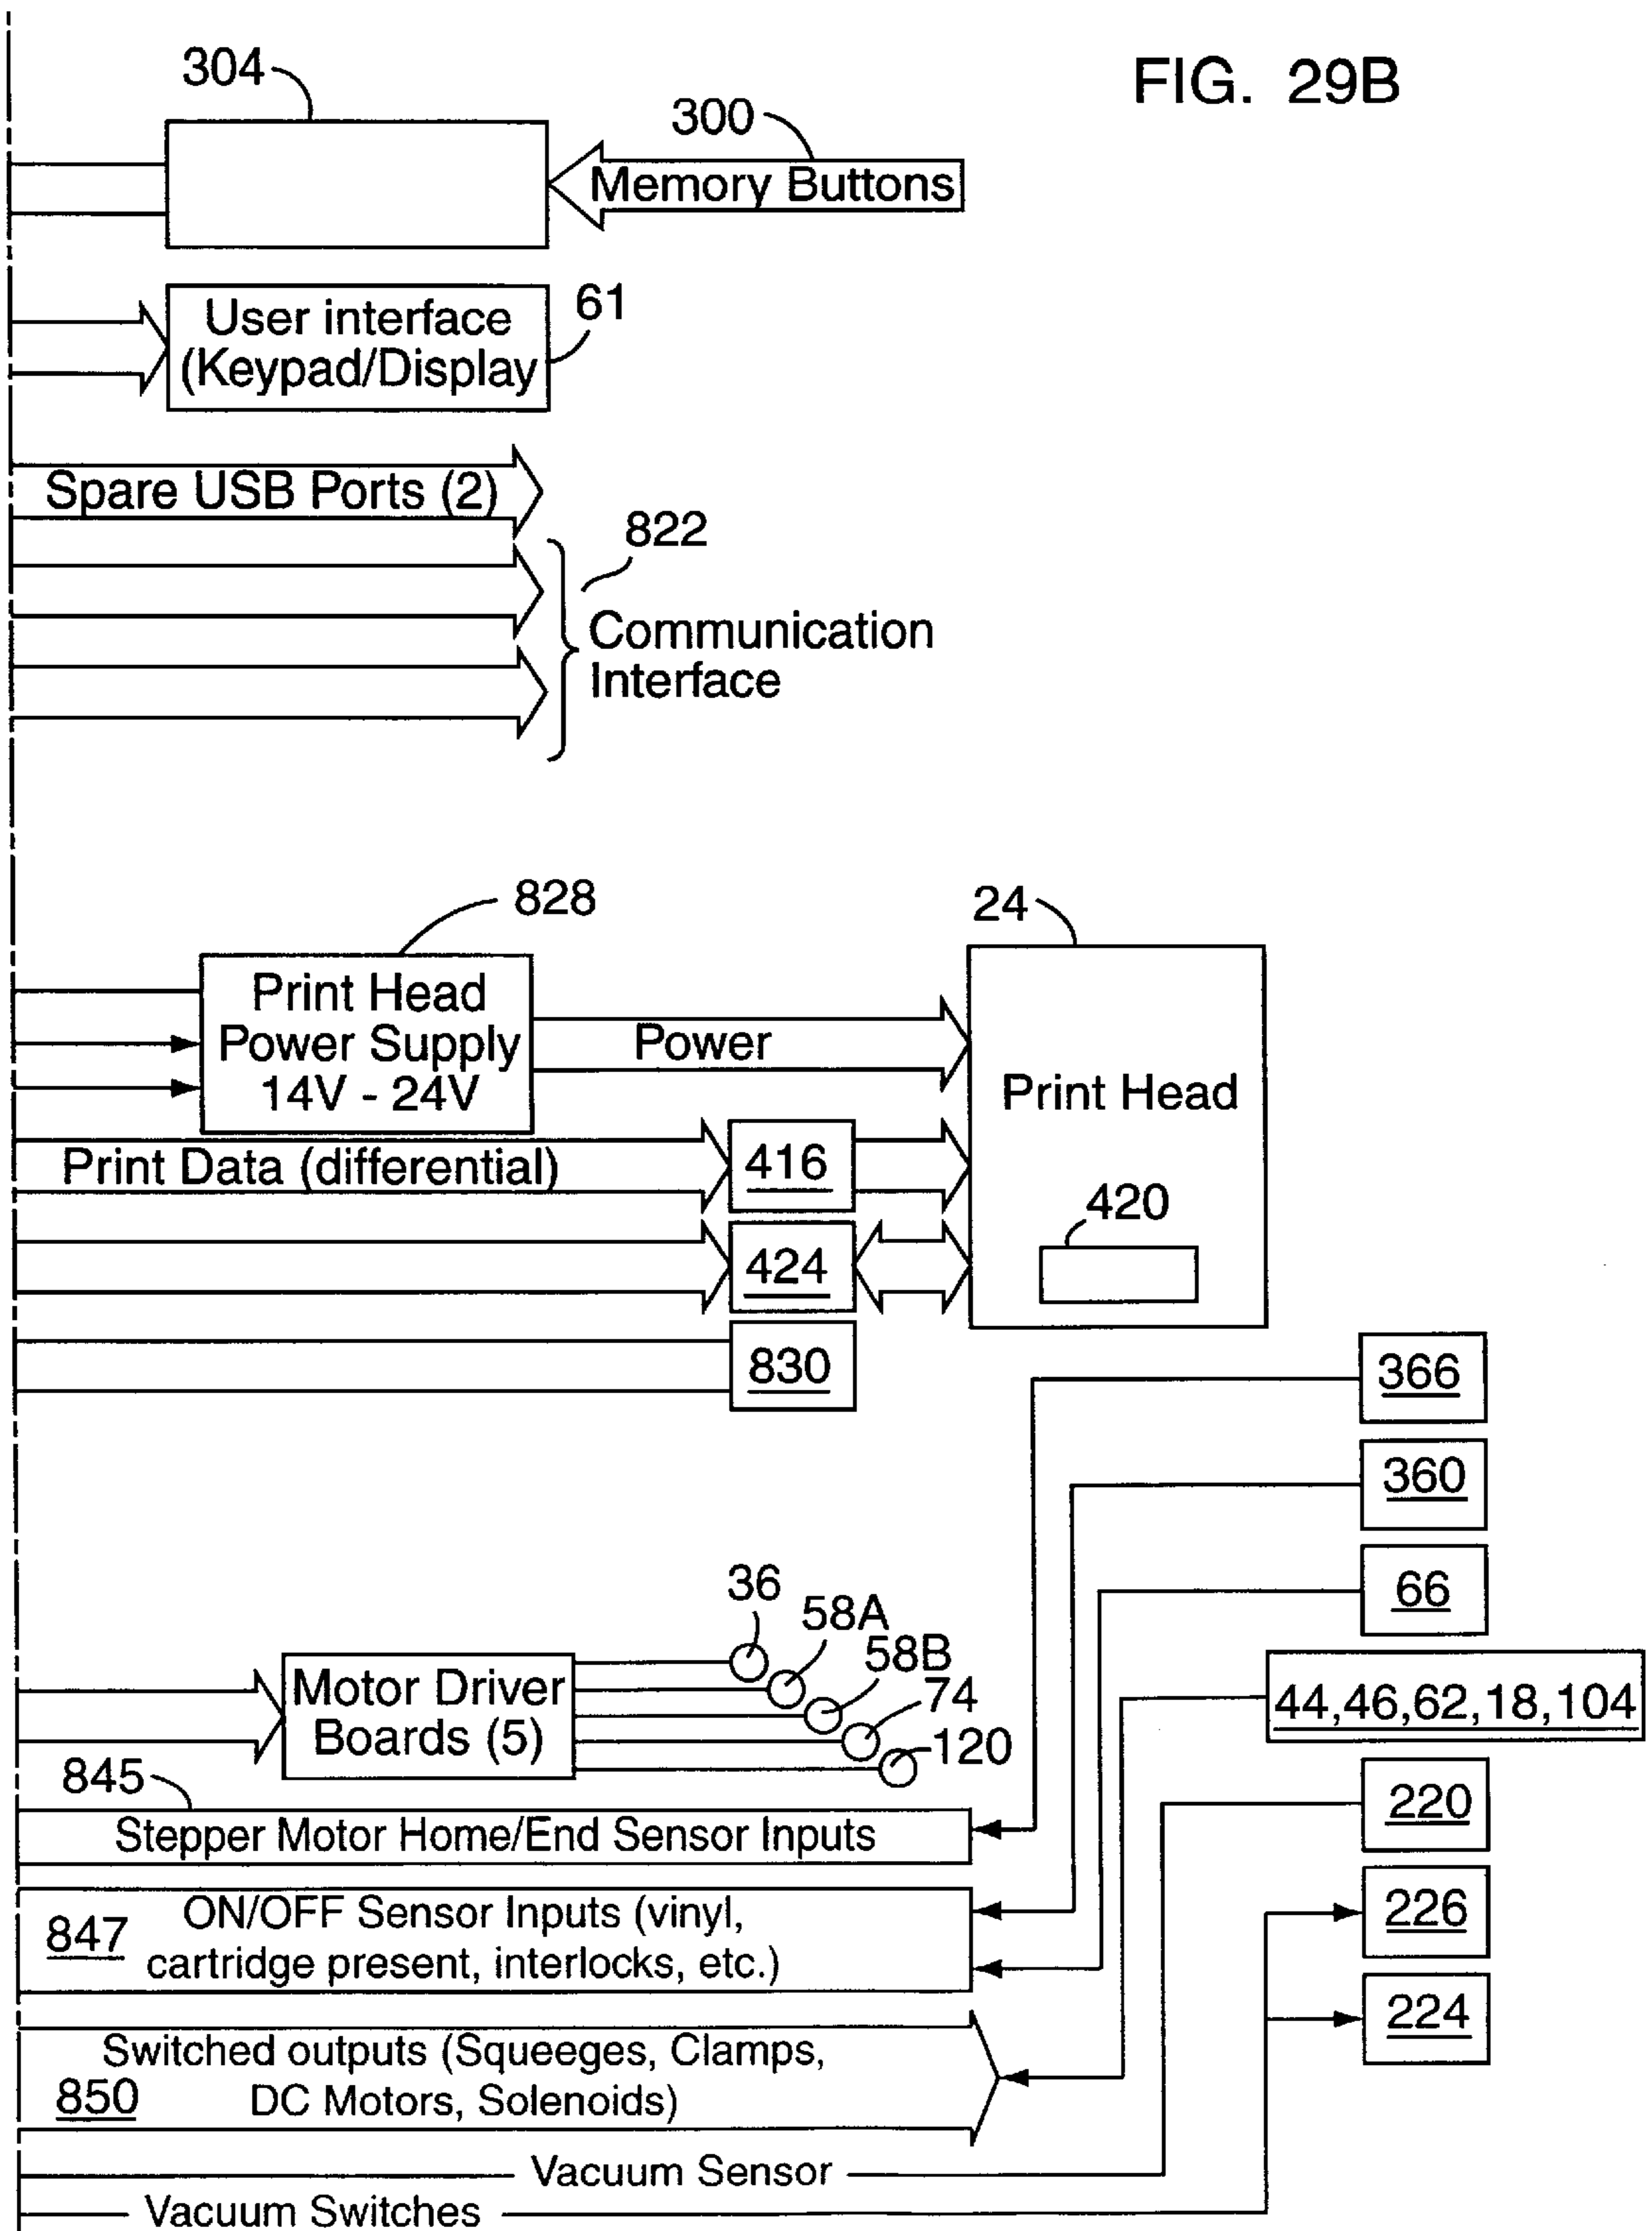 FIG. 29B
304
300
Memory Buttons
61
User interface
(Keypad/Display
Spare USB Ports (2)
822
Communication
Interface
828
24
Print Head
Power Supply
14V - 24V
Power
Print Head
Print Data (differential)
416
420
424
830
366
360
66
36
58A
58B
74
120
Motor Driver
Boards (5)
44,46,62,18,104
845
Stepper Motor Home/End Sensor Inputs
220
847
ON/OFF Sensor Inputs (vinyl,
cartridge present, interlocks, etc.)
226
224
Switched outputs (Squeeges, Clamps,
DC Motors, Solenoids)
850
Vacuum Sensor
Vacuum Switches